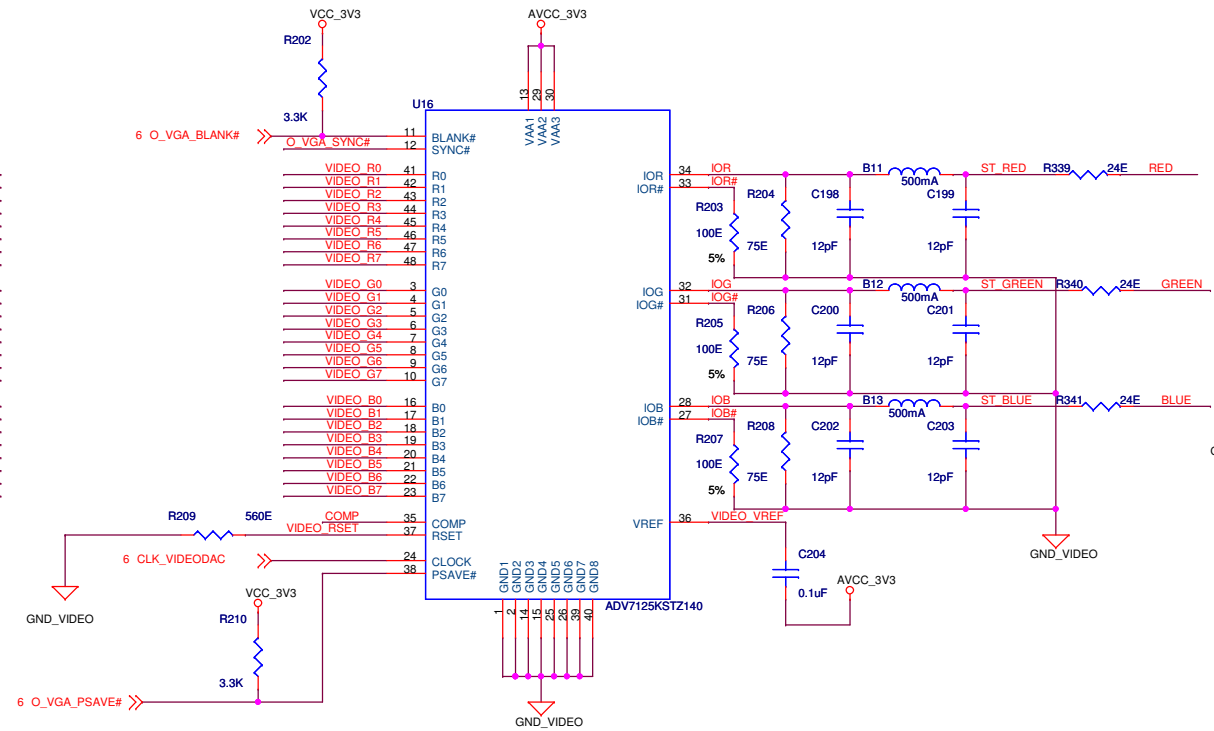 VCC_3V3
AVCC_3V3
R202
3.3K
U16
13
29
30
VAA1
VAA2
VAA3
6 O_VGA_BLANK#
11
BLANK#
O_VGA_SYNC#
12
SYNC#
VIDEO_R0
41
R0
VIDEO_R1
42
R1
VIDEO_R2
43
R2
VIDEO_R3
44
R3
VIDEO_R4
45
R4
VIDEO_R5
46
R5
VIDEO_R6
47
R6
VIDEO_R7
48
R7
VIDEO_G0
3
G0
VIDEO_G1
4
G1
VIDEO_G2
5
G2
VIDEO_G3
6
G3
VIDEO_G4
7
G4
VIDEO_G5
8
G5
VIDEO_G6
9
G6
VIDEO_G7
10
G7
VIDEO_B0
16
B0
VIDEO_B1
17
B1
VIDEO_B2
18
B2
VIDEO_B3
19
B3
VIDEO_B4
20
B4
VIDEO_B5
21
B5
VIDEO_B6
22
B6
VIDEO_B7
23
B7
R209
560E
COMP
35
COMP
VIDEO_RSET
37
RSET
6 CLK_VIDEODAC
24
CLOCK
38
PSAVE#
GND_VIDEO
VCC_3V3
R210
3.3K
6 O_VGA_PSAVE#
GND1
GND2
GND3
GND4
GND5
GND6
GND7
GND8
1
2
14
15
25
26
39
40
ADV7125KSTZ140
GND_VIDEO
IOR
34
IOR
IOR#
33
IOR#
R203
100E
5%
R204
75E
C198
12pF
B11
500mA
C199
12pF
ST_RED
R339
24E
RED
IOG
32
IOG
IOG#
31
IOG#
R205
100E
5%
R206
75E
C200
12pF
B12
500mA
C201
12pF
ST_GREEN
R340
24E
GREEN
IOB
28
IOB
IOB#
27
IOB#
R207
100E
5%
R208
75E
C202
12pF
B13
500mA
C203
12pF
ST_BLUE
R341
24E
BLUE
VREF
36
VIDEO_VREF
C204
0.1uF
AVCC_3V3
GND_VIDEO